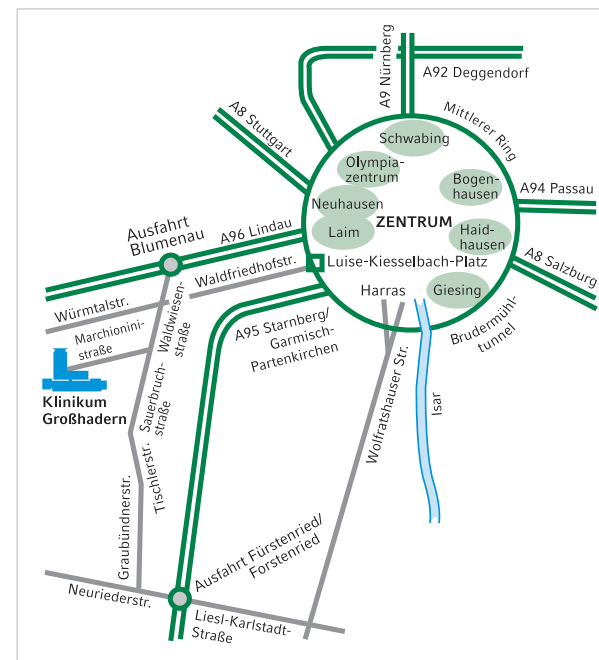 A9 Nürnberg
A92 Deggendorf
A8 Stuttgart
Mittlerer Ring
Schwabing
Olympia-
zentrum
Bogen-
hausen
A94 Passau
Neuhausen
ZENTRUM
Laim
Haid-
hausen
Ausfahrt
Blumenau
A96 Lindau
Luise-Kiesselbach-Platz
A8 Salzburg
Waldfriedhofstr.
Harras
Giesing
Würmtalstr.
Marchionini-
straße
Waldwiesen-
straße
A95 Starnberg/
Garmisch-
Partenkirchen
Brudermühl-
tunnel
Klinikum
Großhadern
Sauerbruch-
straße
Wolfratshauser Str.
Isar
Tischlerstr.
Graubündnerstr.
Ausfahrt Fürstenried/
Forstenried
Neuriederstr.
Liesl-Karlstadt-
Straße